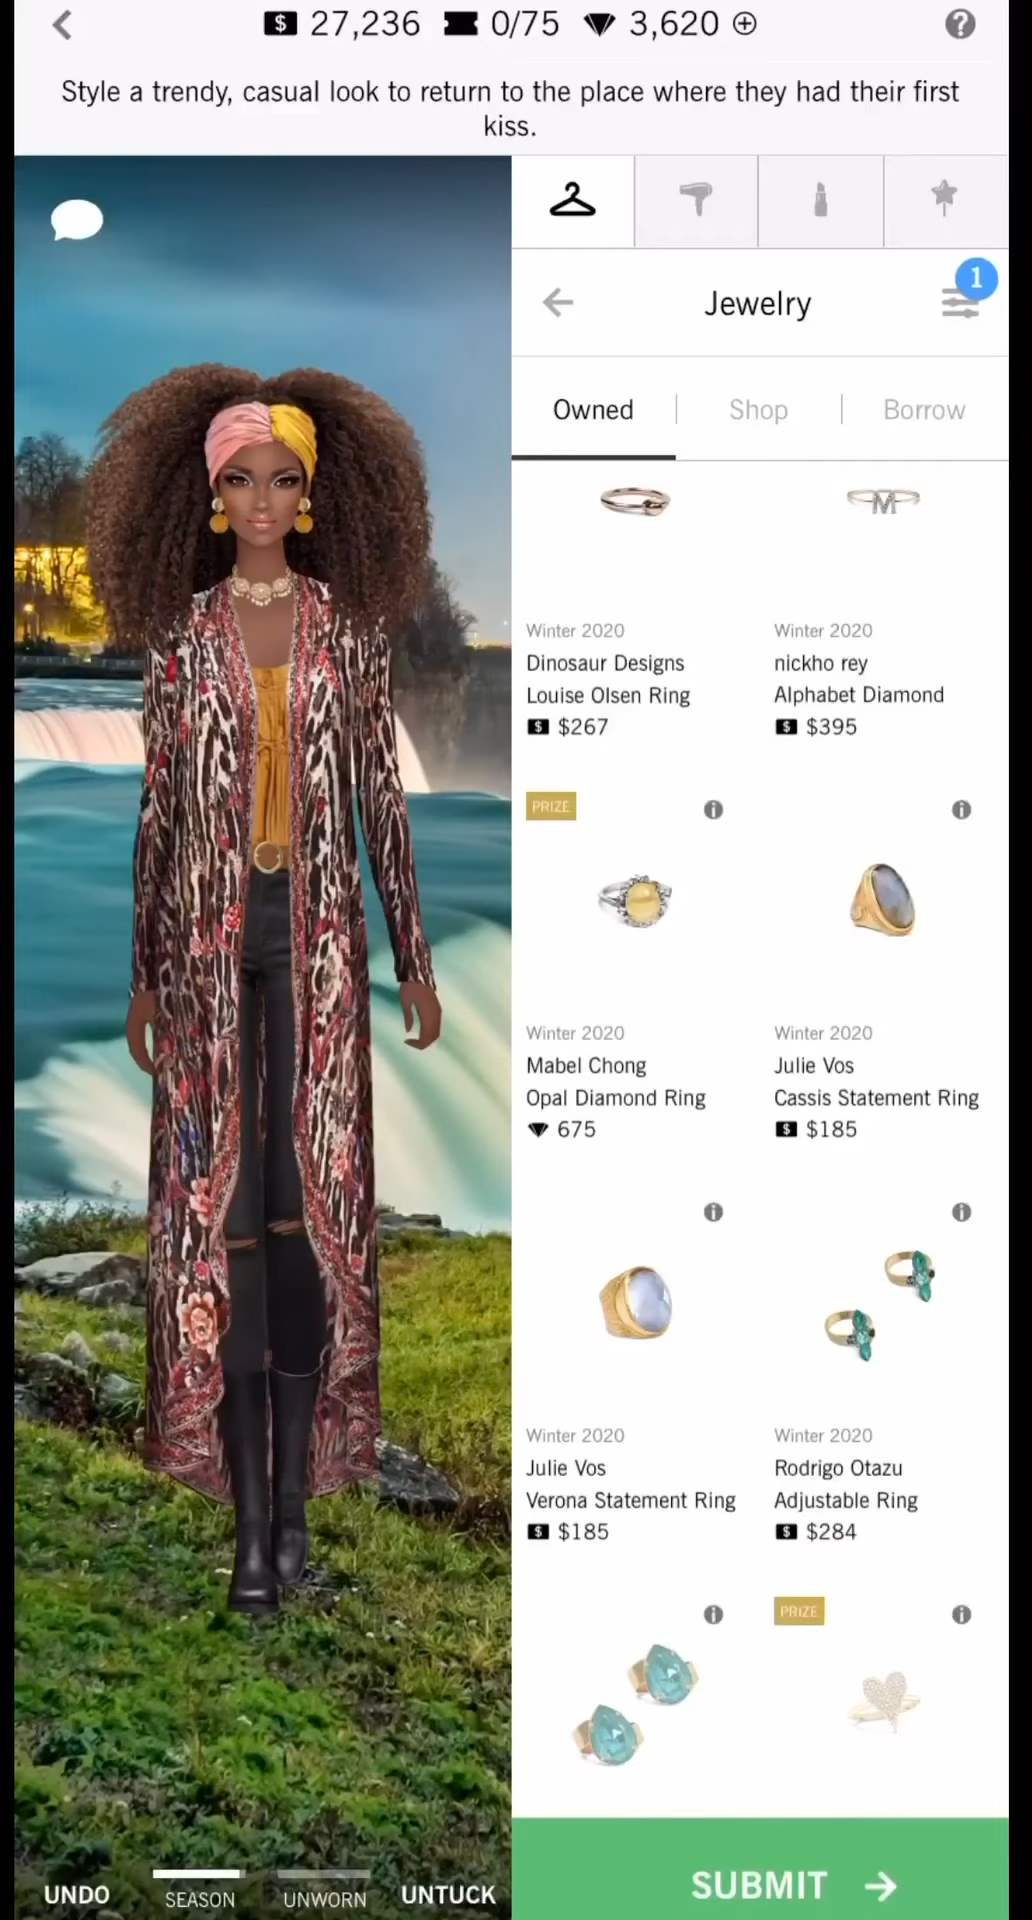 $ 27,236 0/75 3,620
Style a trendy, casual look to return to the place where they had their first
kiss.
1
Jewelry
Owned Shop Borrow
M
Winter 2020
Dinosaur Designs
Louise Olsen Ring
$ $267
Winter 2020
nickho rey
Alphabet Diamond
$ $395
PRIZE
Winter 2020
Mabel Chong
Opal Diamond Ring
675
Winter 2020
Julie Vos
Cassis Statement Ring
$ $185
Winter 2020
Julie Vos
Verona Statement Ring
$ $185
Winter 2020
Rodrigo Otazu
Adjustable Ring
$ $284
PRIZE
UNDO SEASON UNWORN UNTUCK
SUBMIT